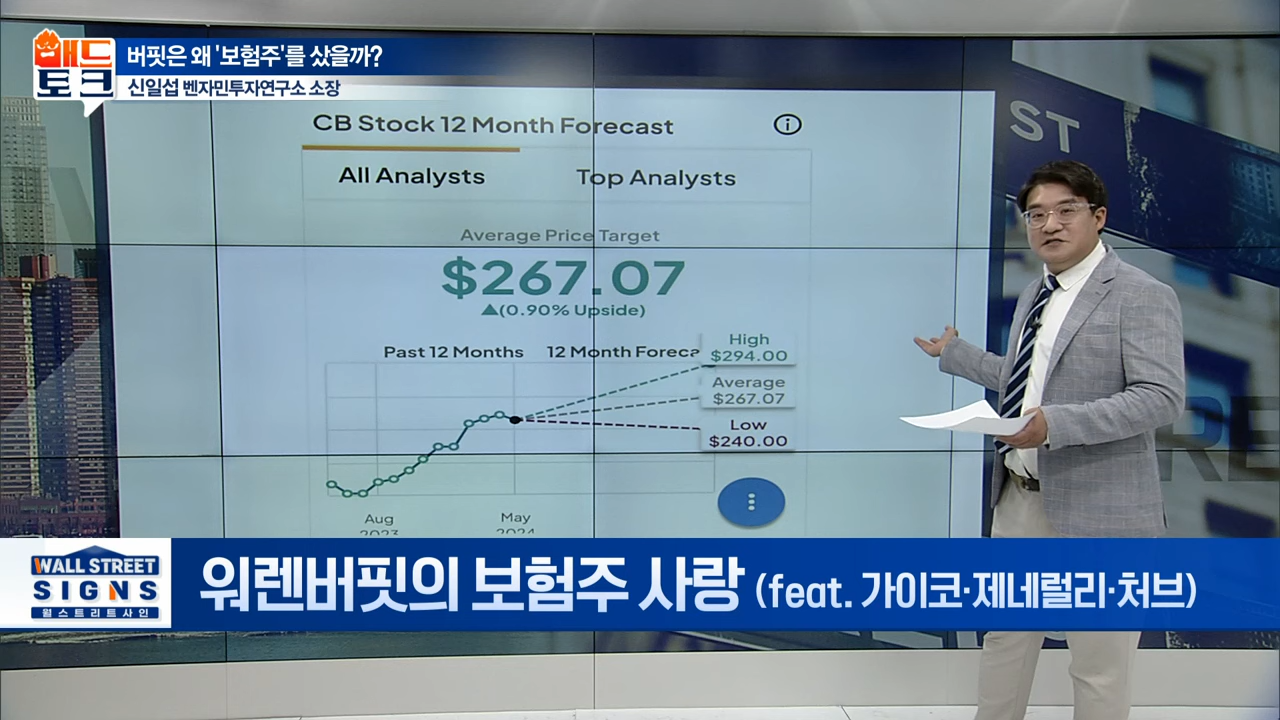 매드
토크
버핏은 왜 '보험주'를 샀을까?
신일섭 벤자민투자연구소 소장
CB Stock 12 Month Forecast
All Analysts
Top Analysts
Average Price Target
$267.07
▲(0.90% Upside)
Past 12 Months
12 Month Foreca
High
$294.00
Average
$267.07
Low
$240.00
Aug
2023
May
2024
ST
WALL STREET
SIGNS
월스트리트사인
워렌버핏의 보험주 사랑 (feat. 가이코·제네럴리·처브)